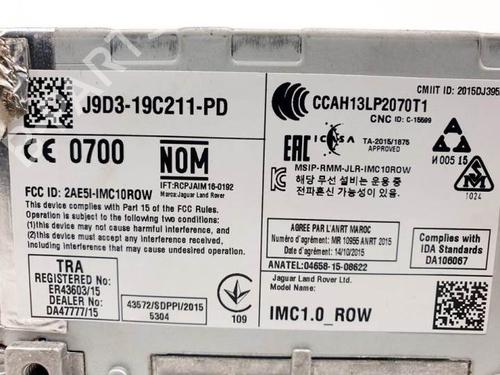 J9D3-19C211-PD
CE 0700
NOM
IFT:RCPJAIM16-0192
Marca:Jaguar Land Rover
FCC ID: 2AE5I-IMC10ROW
This device complies with Part 15 of the FCC Rules.
Operation is subject to the following two conditions:
(1) this device may not cause harmful interference, and
(2) this device must accept any interference
received, including interference that may cause
undesired operation.
TRA
REGISTERED No:
ER43603/15
DEALER No:
DA47777/15
43572/SDPPI/2015
5304
109
CMIIT ID: 2015DJ395
CCAH13LP2070T1
CNC ID: C-15599
EAC
ICASA
TA-2015/1875
APPROVED
И 005 15
1024
MSIP-RMM-JLR-IMC10ROW
해당 무선 설비는 운용 중
전파혼신 가능성이 있음
AGREE PAR L'ANRT MAROC
Numéro d'agrément: MR 10955 ANRT 2015
Date d'agrément: 14/10/2015
Complies with
IDA Standards
DA106067
ANATEL:04658-15-08622
Jaguar Land Rover Ltd.
Model Name:
IMC1.0_ROW